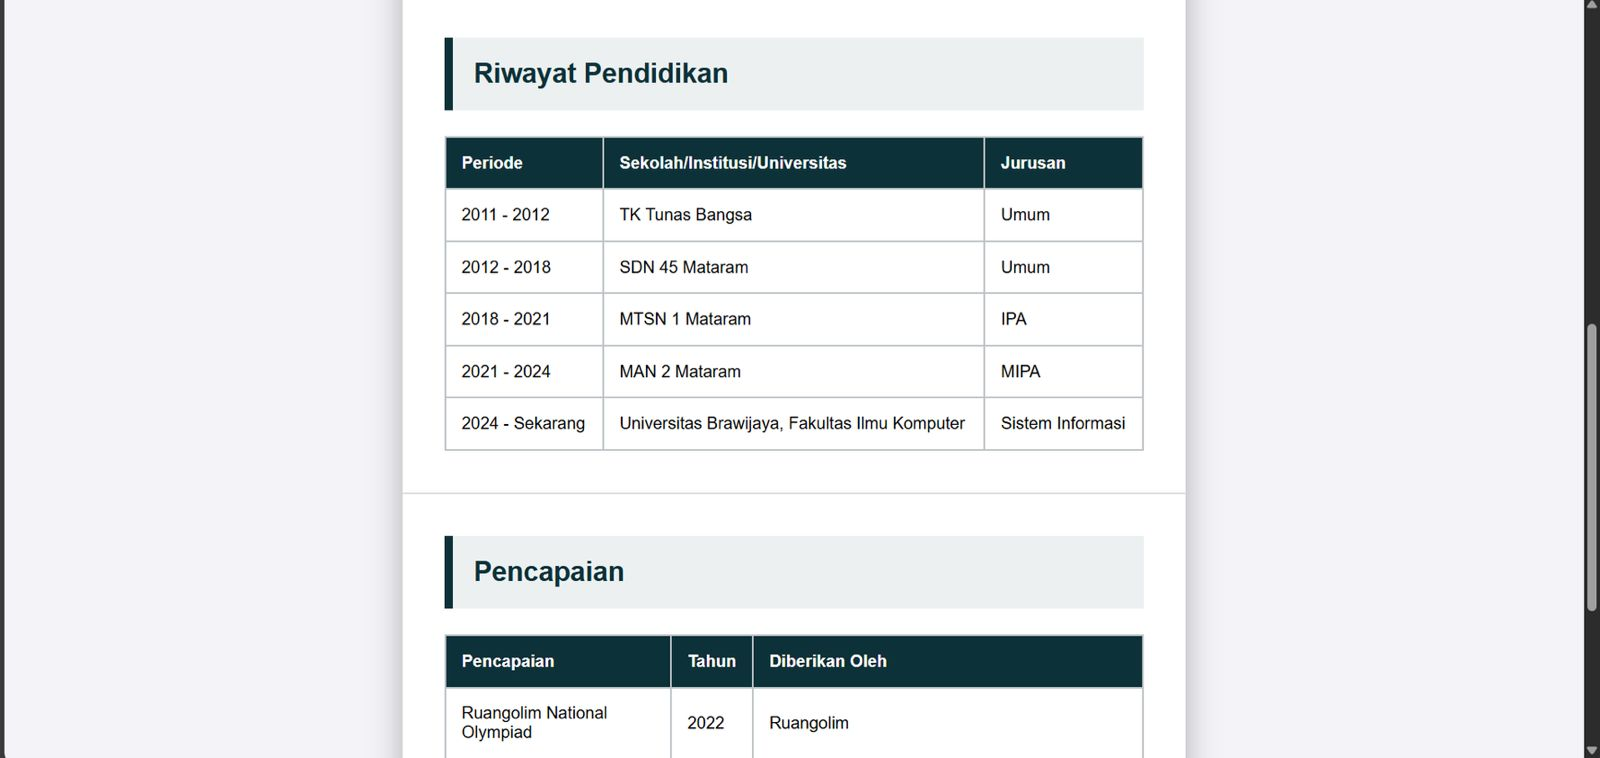 Riwayat Pendidikan
Periode Sekolah/Institusi/Universitas Jurusan
2011 - 2012 TK Tunas Bangsa Umum
2012 - 2018 SDN 45 Mataram Umum
2018 - 2021 MTSN 1 Mataram IPA
2021 - 2024 MAN 2 Mataram MIPA
2024 - Sekarang Universitas Brawijaya, Fakultas Ilmu Komputer Sistem Informasi
Pencapaian
Pencapaian Tahun Diberikan Oleh
Ruangolim National
Olympiad
2022 Ruangolim